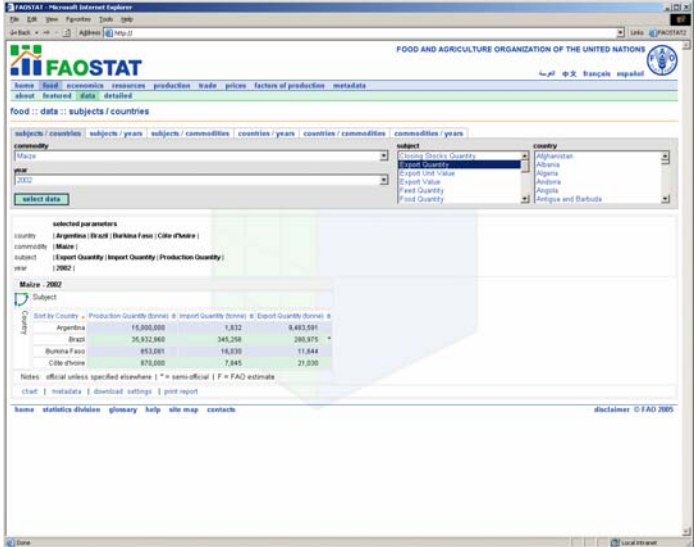 FAOSTAT - Microsoft Internet Explorer
File Edit View Favorites Tools Help
Back Address http:// Links FAOSTAT2
FOOD AND AGRICULTURE ORGANIZATION OF THE UNITED NATIONS
FAOSTAT
中文 français español
home food economics resources production trade prices factors of production metadata
about featured data detailed
food :: data :: subjects / countries
subjects / countries subjects / years subjects / commodities countries / years countries / commodities commodities / years
commodity subject country
Maize Closing Stocks Quantity Afghanistan
Export Quantity Albania
year Export Unit Value Algeria
2002 Export Value Andorra
Feed Quantity Angola
select data Food Quantity Antigua and Barbuda
selected parameters
country | Argentina | Brazil | Burkina Faso | Côte d'Ivoire |
commodity | Maize |
subject | Export Quantity | Import Quantity | Production Quantity |
year | 2002 |
Maize - 2002
Subject
Country
Sort by Country Production Quantity (tonne) Import Quantity (tonne) Export Quantity (tonne)
Argentina 15,000,000 1,832 9,483,591
Brazil 35,932,960 345,256 280,975 *
Burkina Faso 653,081 16,030 11,644
Côte d'Ivoire 870,000 7,845 21,030
Notes: official unless specified elsewhere | * = semi-official | F = FAO estimate
chart | metadata | download settings | print report
home statistics division glossary help site map contacts disclaimer © FAO 2005
Done Local intranet